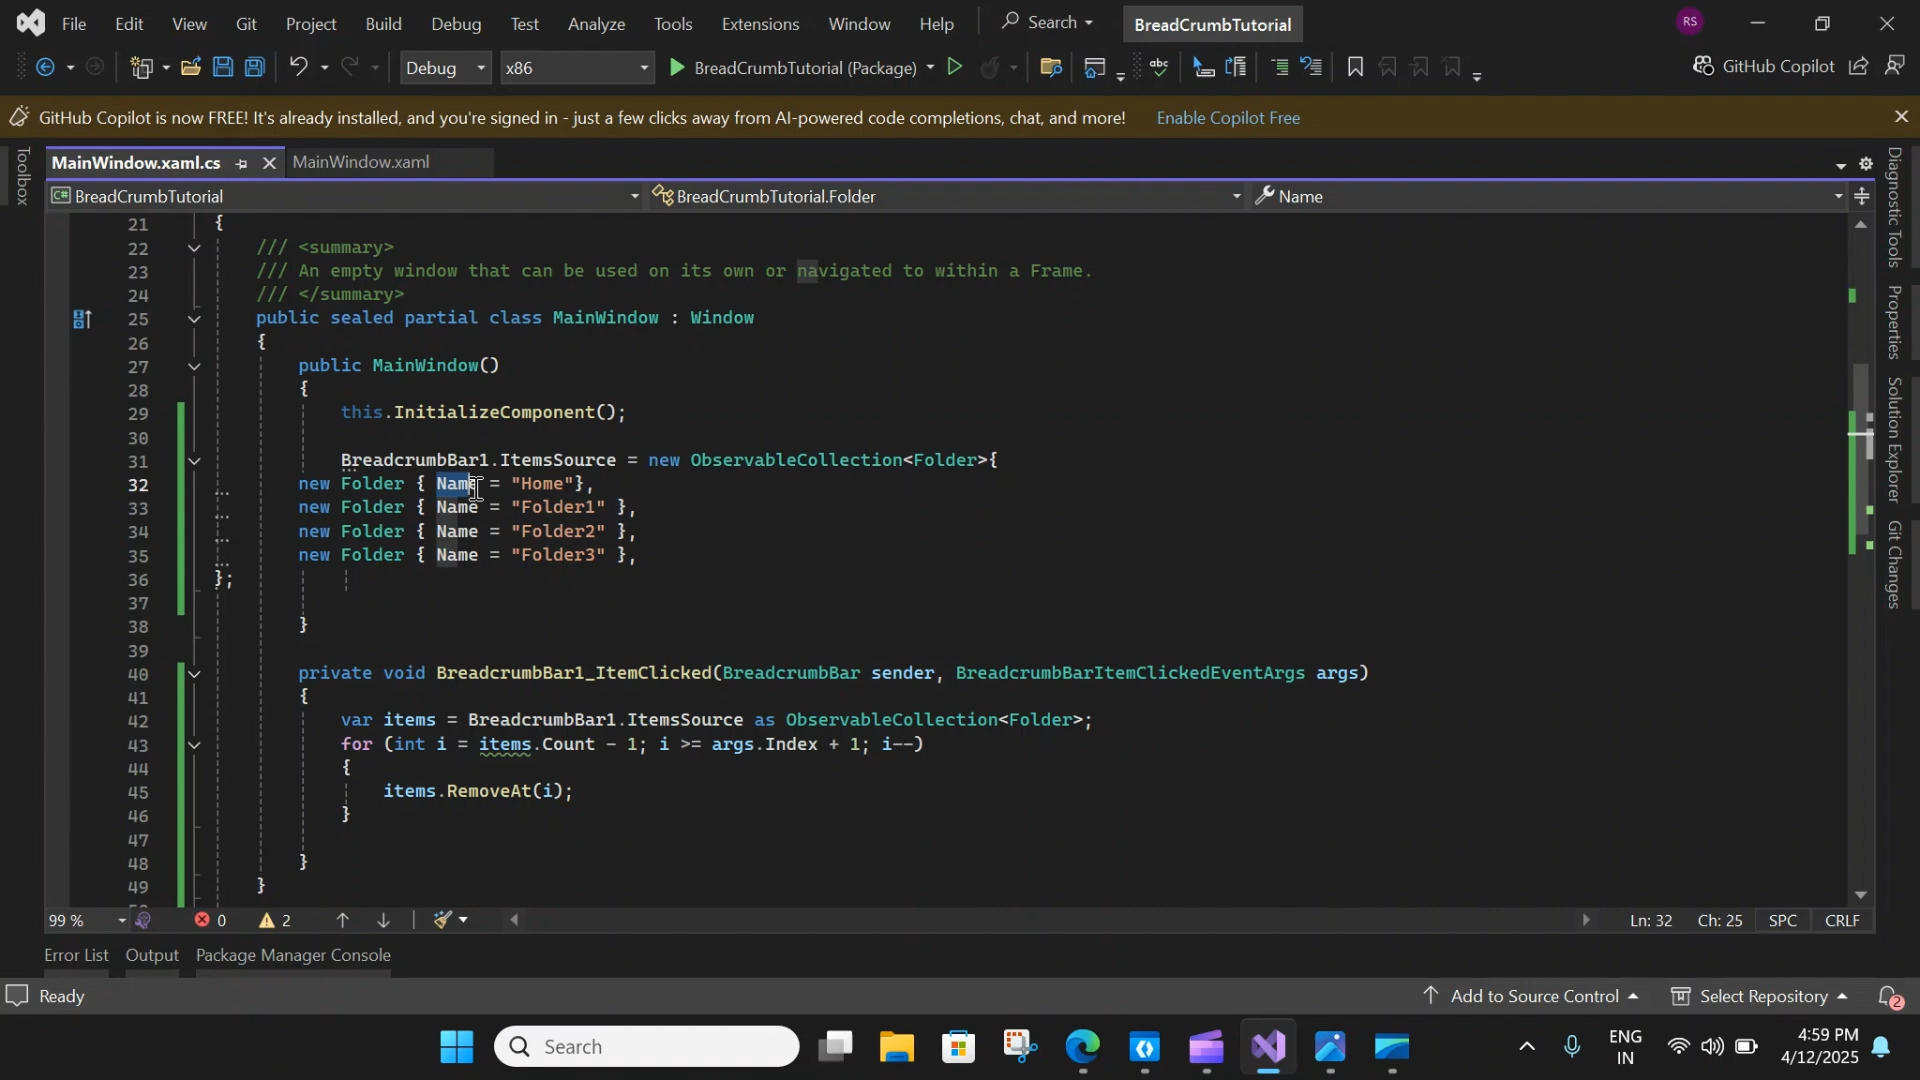 File Edit View Git Project Build Debug Test Analyze Tools Extensions Window Help Search BreadCrumbTutorial RS
Debug x86 BreadCrumbTutorial (Package) GitHub Copilot
GitHub Copilot is now FREE! It's already installed, and you're signed in - just a few clicks away from AI-powered code completions, chat, and more! Enable Copilot Free
Toolbox
MainWindow.xaml.cs MainWindow.xaml
BreadCrumbTutorial BreadCrumbTutorial.Folder Name
21 {
22 /// <summary>
23 /// An empty window that can be used on its own or navigated to within a Frame.
24 /// </summary>
25 public sealed partial class MainWindow : Window
26 {
27 public MainWindow()
28 {
29 this.InitializeComponent();
30
31 BreadcrumbBar1.ItemsSource = new ObservableCollection<Folder>{
32 new Folder { Name = "Home"},
33 new Folder { Name = "Folder1" },
34 new Folder { Name = "Folder2" },
35 new Folder { Name = "Folder3" },
36 };
37
38 }
39
40 private void BreadcrumbBar1_ItemClicked(BreadcrumbBar sender, BreadcrumbBarItemClickedEventArgs args)
41 {
42 var items = BreadcrumbBar1.ItemsSource as ObservableCollection<Folder>;
43 for (int i = items.Count - 1; i >= args.Index + 1; i--)
44 {
45 items.RemoveAt(i);
46 }
47
48 }
49 }
Diagnostic Tools
Properties
Solution Explorer
Git Changes
99 % 0 2 Ln: 32 Ch: 25 SPC CRLF
Error List Output Package Manager Console
Ready Add to Source Control Select Repository 2
Search ENG 4:59 PM
IN 4/12/2025